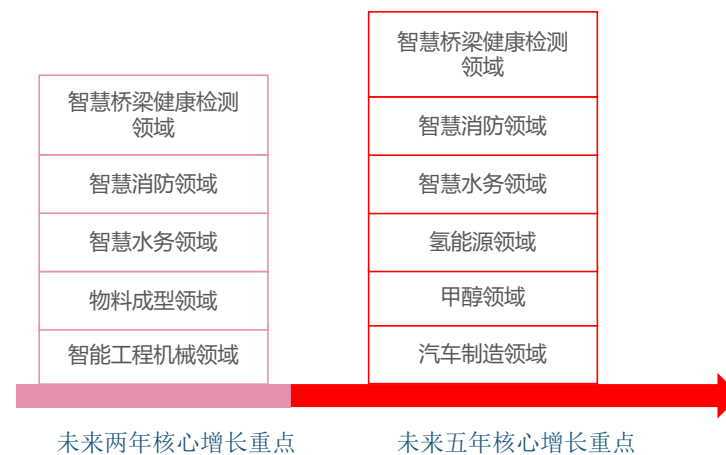 智慧桥梁健康检测
领域
智慧消防领域
智慧水务领域
物料成型领域
智能工程机械领域
智慧桥梁健康检测
领域
智慧消防领域
智慧水务领域
氢能源领域
甲醇领域
汽车制造领域
未来两年核心增长重点
未来五年核心增长重点